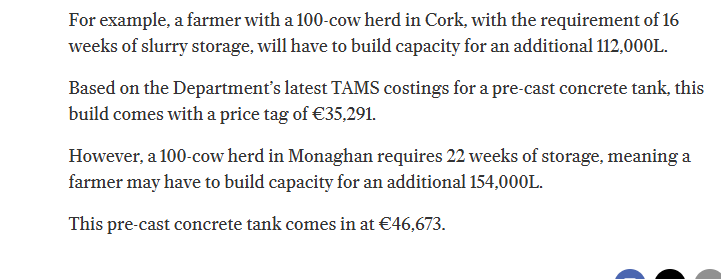 For example, a farmer with a 100-cow herd in Cork, with the requirement of 16
weeks of slurry storage, will have to build capacity for an additional 112,000L.
Based on the Department’s latest TAMS costings for a pre-cast concrete tank, this
build comes with a price tag of €35,291.
However, a 100-cow herd in Monaghan requires 22 weeks of storage, meaning a
farmer may have to build capacity for an additional 154,000L.
This pre-cast concrete tank comes in at €46,673.